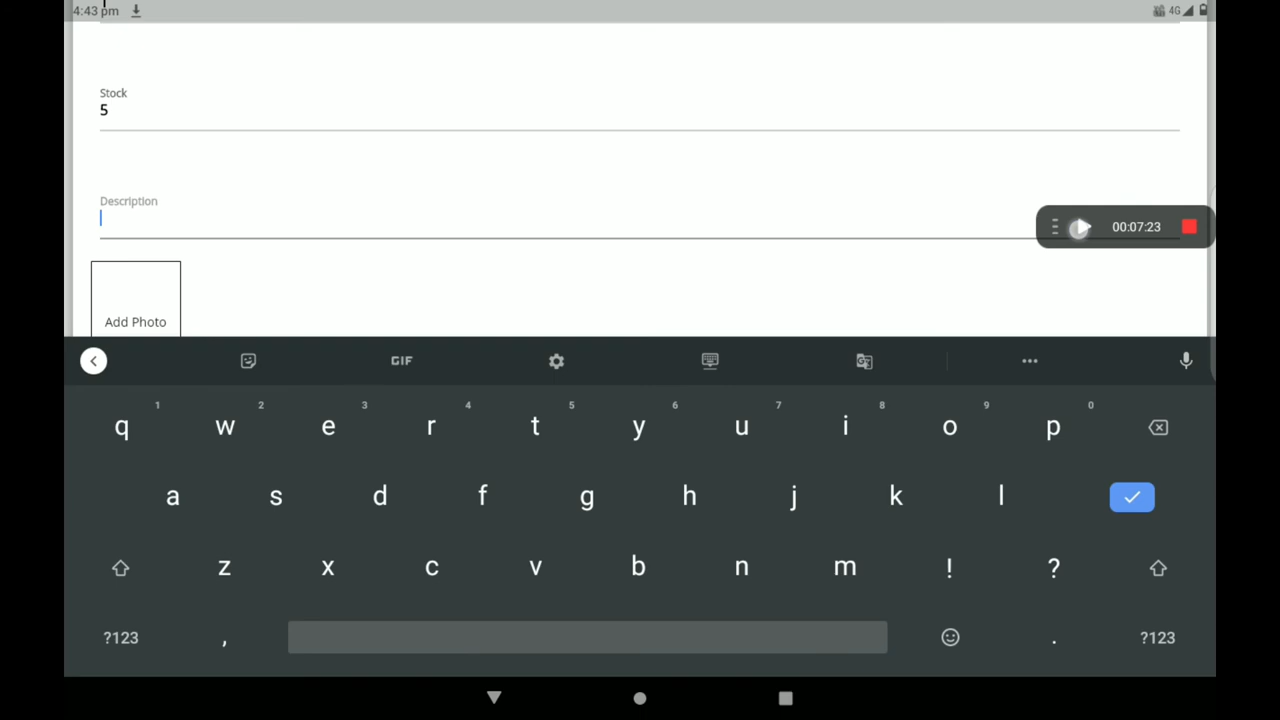 4:43 pm 4G
Stock
5
Description
00:07:23
Add Photo
GIF
1 2 3 4 5 6 7 8 9 0
q w e r t y u i o p
a s d f g h j k l
z x c v b n m ! ?
?123 , . ?123